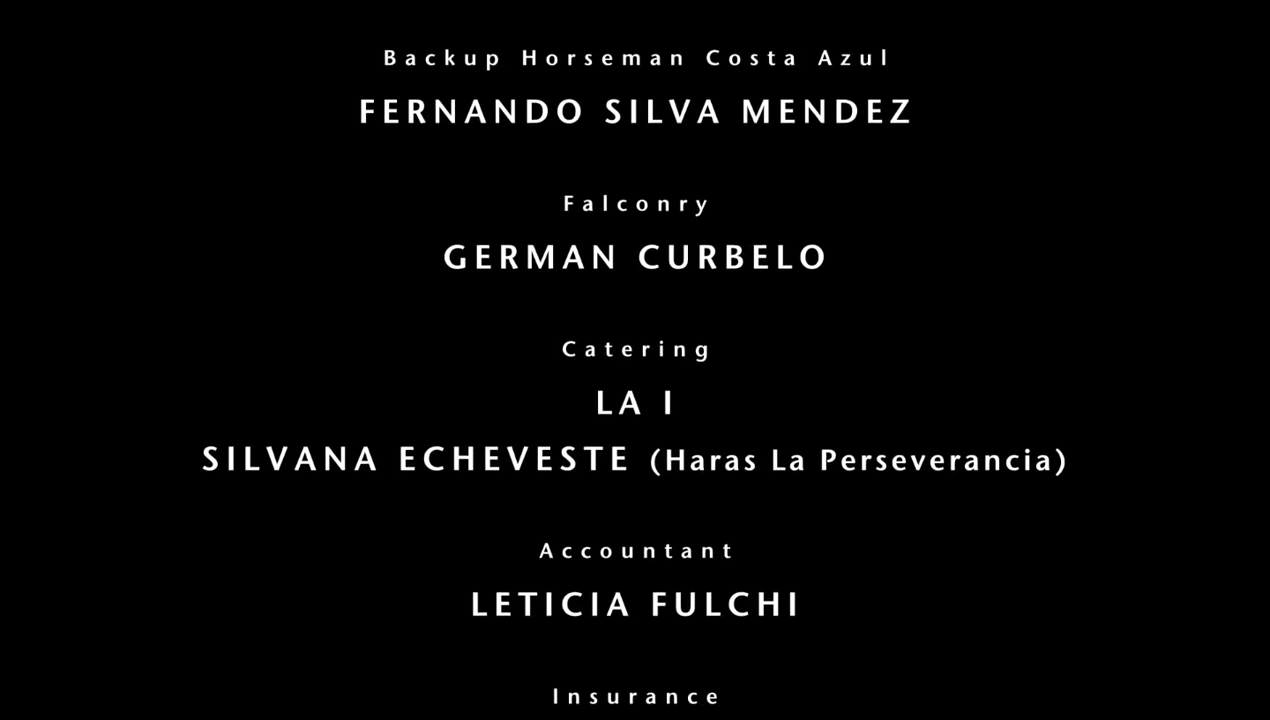 Backup Horseman Costa Azul
FERNANDO SILVA MENDEZ
Falconry
GERMAN CURBELO
Catering
LA I
SILVANA ECHEVESTE (Haras La Perseverancia)
Accountant
LETICIA FULCHI
Insurance